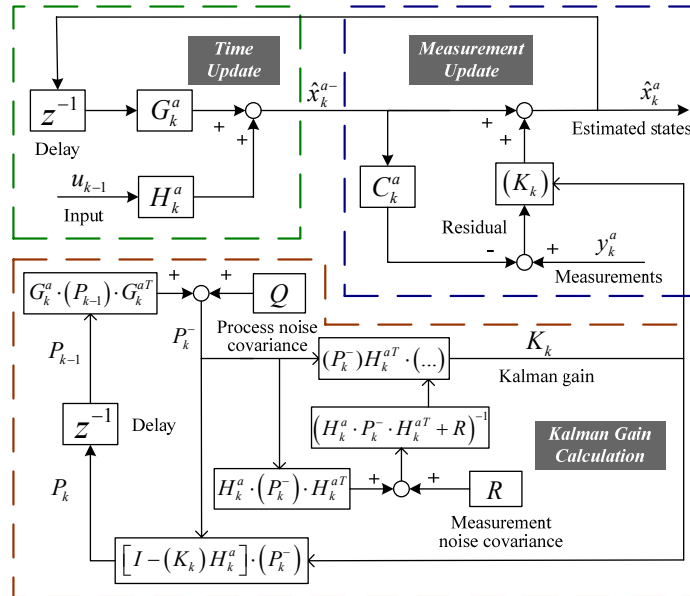 Time
Update
Measurement
Update
z⁻¹
Delay
G_k^a
+
+
x̂_k^{a-}
+
+
x̂_k^a
Estimated states
u_{k-1}
Input
H_k^a
C_k^a
(K_k)
Residual
-
+
y_k^a
Measurements
G_k^a·(P_{k-1})·G_k^{aT}
+
+
Q
Process noise
covariance
P_k^-
P_{k-1}
(P_k^-)H_k^{aT}·(...)
K_k
Kalman gain
z⁻¹
Delay
(H_k^a·P_k^-·H_k^{aT}+R)^{-1}
Kalman Gain
Calculation
P_k
H_k^a·(P_k^-)·H_k^{aT}
+
+
R
Measurement
noise covariance
[I-(K_k)H_k^a]·(P_k^-)